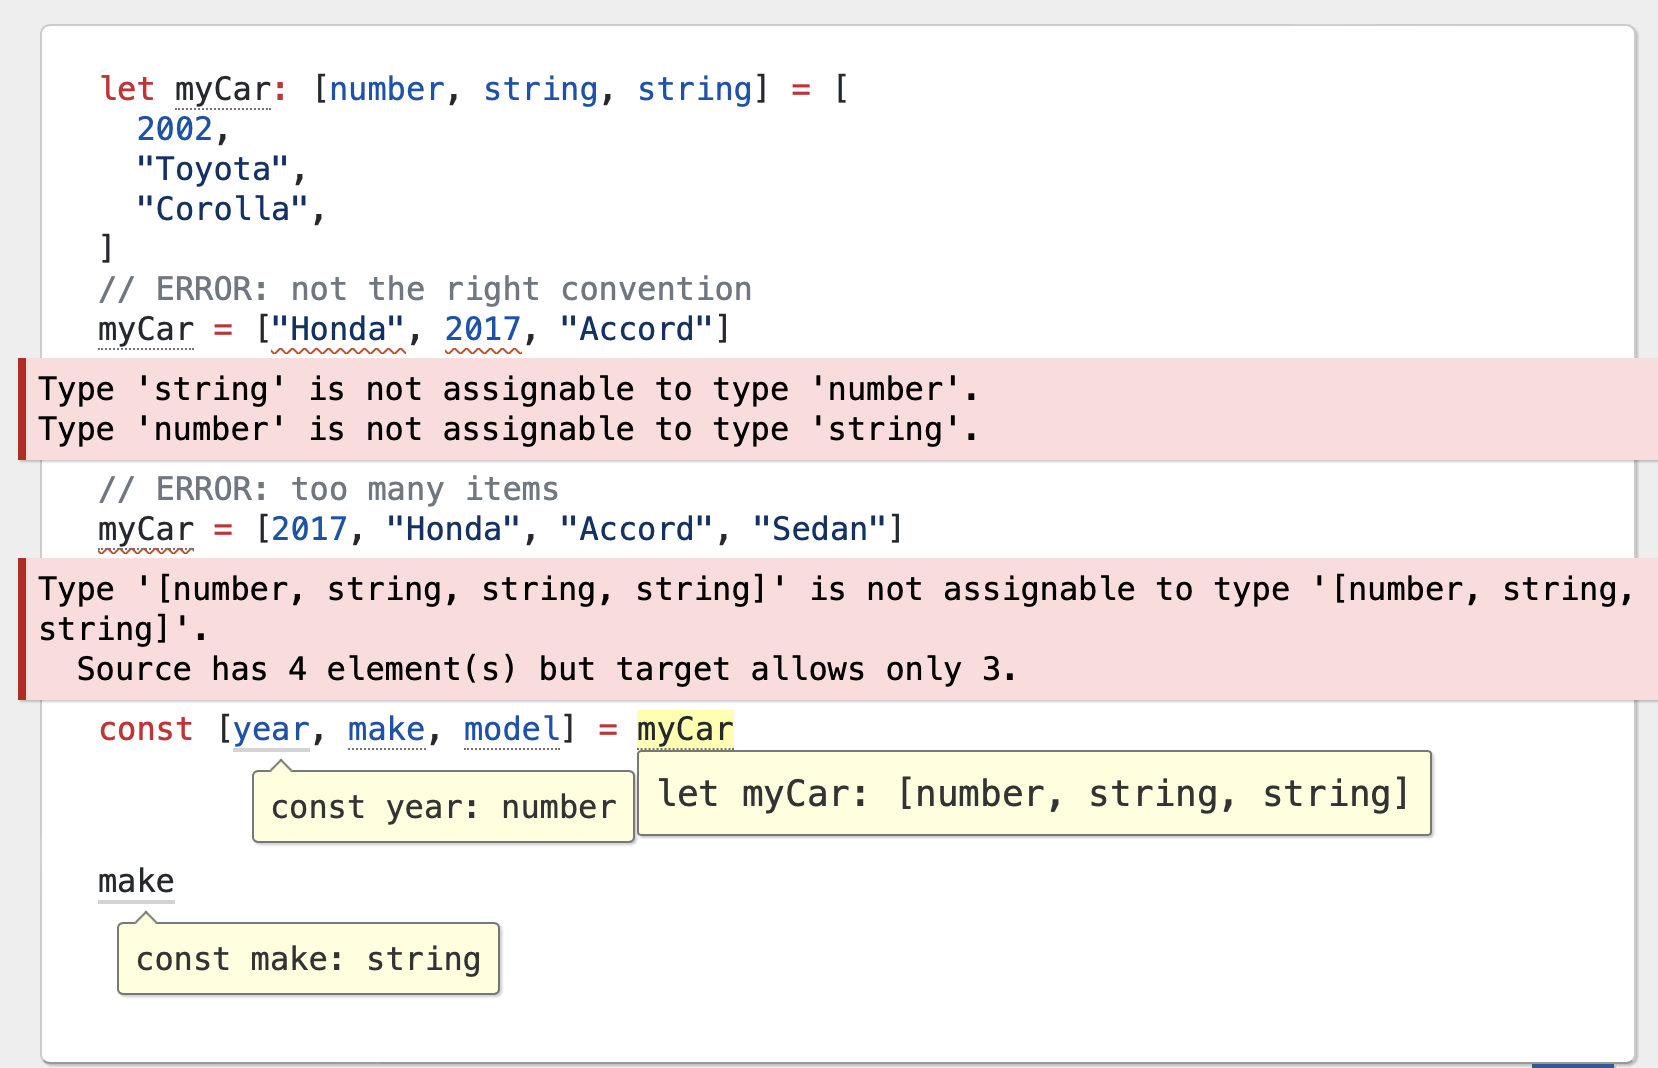 let myCar: [number, string, string] = [
  2002,
  "Toyota",
  "Corolla",
]
// ERROR: not the right convention
myCar = ["Honda", 2017, "Accord"]
Type 'string' is not assignable to type 'number'.
Type 'number' is not assignable to type 'string'.
// ERROR: too many items
myCar = [2017, "Honda", "Accord", "Sedan"]
Type '[number, string, string, string]' is not assignable to type '[number, string,
string]'.
  Source has 4 element(s) but target allows only 3.
const [year, make, model] = myCar
let myCar: [number, string, string]
const year: number
make
const make: string